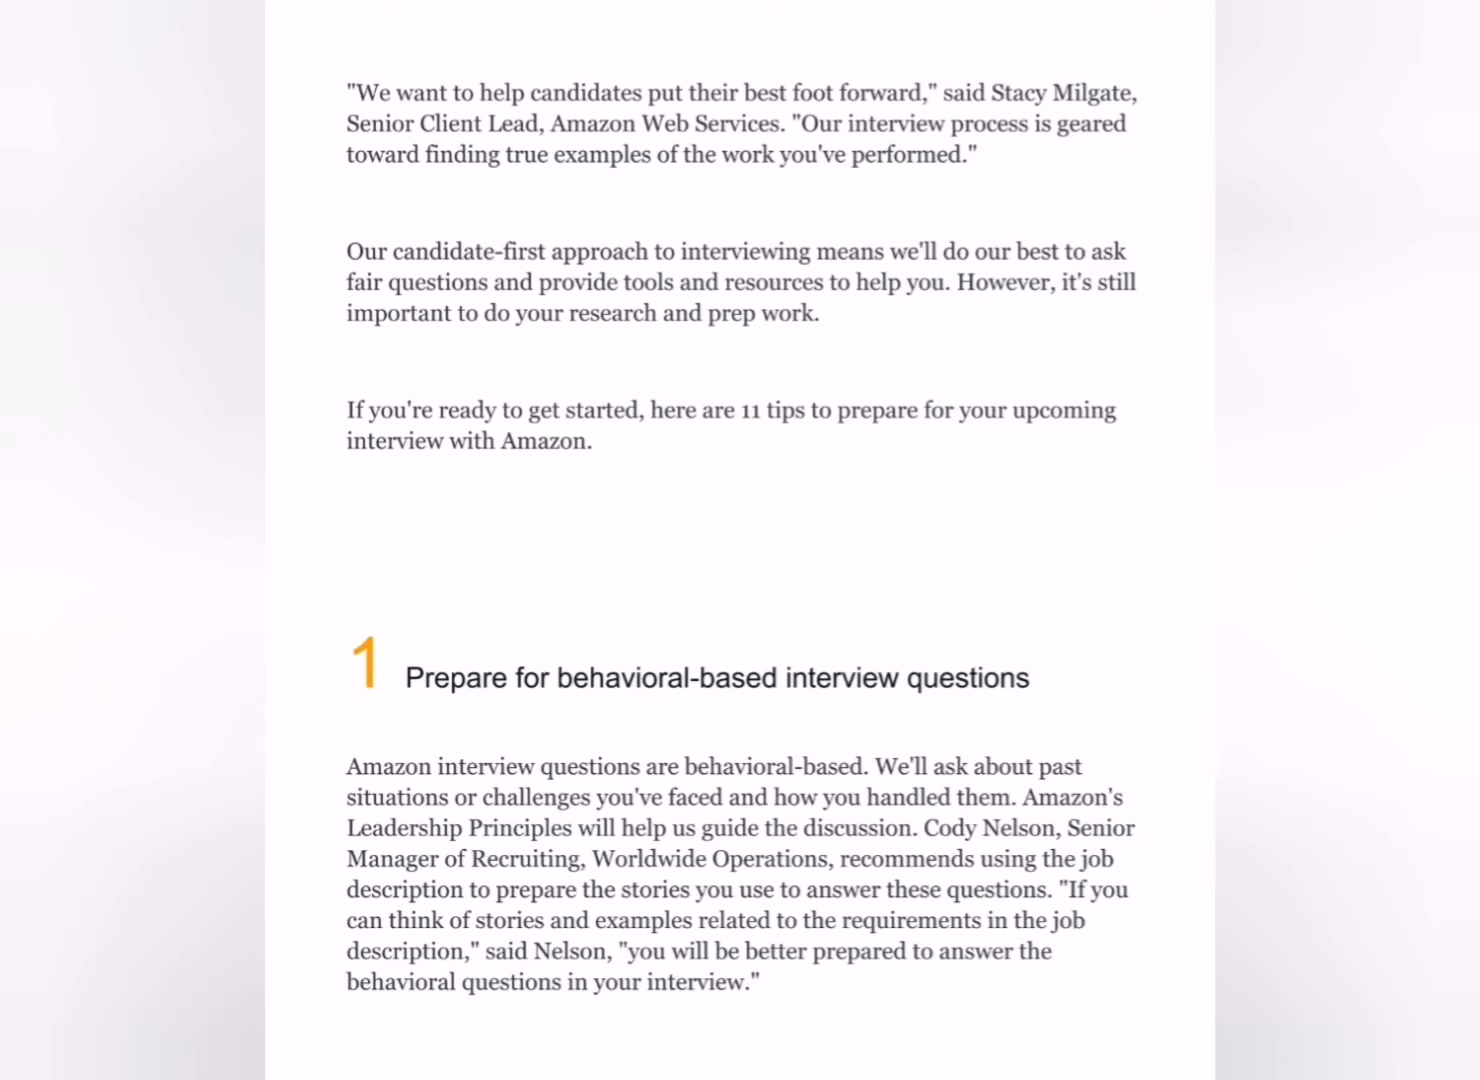 "We want to help candidates put their best foot forward," said Stacy Milgate,
Senior Client Lead, Amazon Web Services. "Our interview process is geared
toward finding true examples of the work you've performed."
Our candidate-first approach to interviewing means we'll do our best to ask
fair questions and provide tools and resources to help you. However, it's still
important to do your research and prep work.
If you're ready to get started, here are 11 tips to prepare for your upcoming
interview with Amazon.
1 Prepare for behavioral-based interview questions
Amazon interview questions are behavioral-based. We'll ask about past
situations or challenges you've faced and how you handled them. Amazon's
Leadership Principles will help us guide the discussion. Cody Nelson, Senior
Manager of Recruiting, Worldwide Operations, recommends using the job
description to prepare the stories you use to answer these questions. "If you
can think of stories and examples related to the requirements in the job
description," said Nelson, "you will be better prepared to answer the
behavioral questions in your interview."